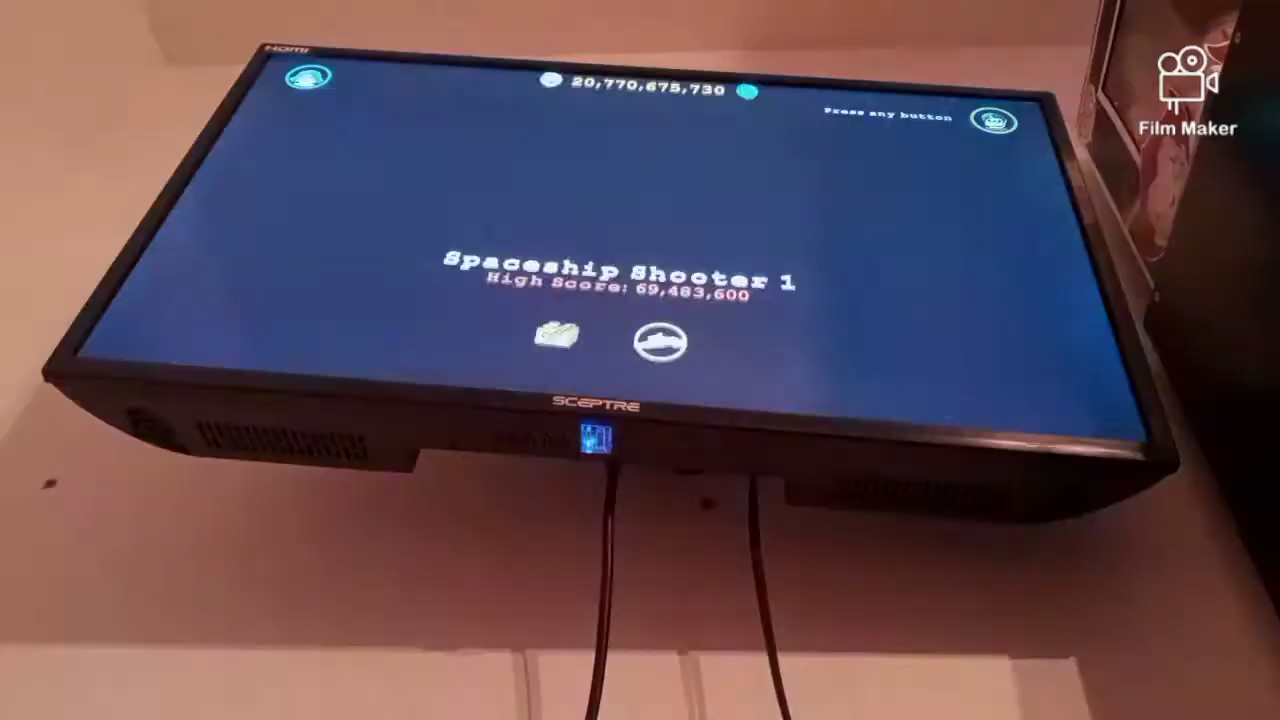 HDMI
20,770,675,730
Press any button
Film Maker
Spaceship Shooter 1
High Score: 69,483,600
SCEPTRE